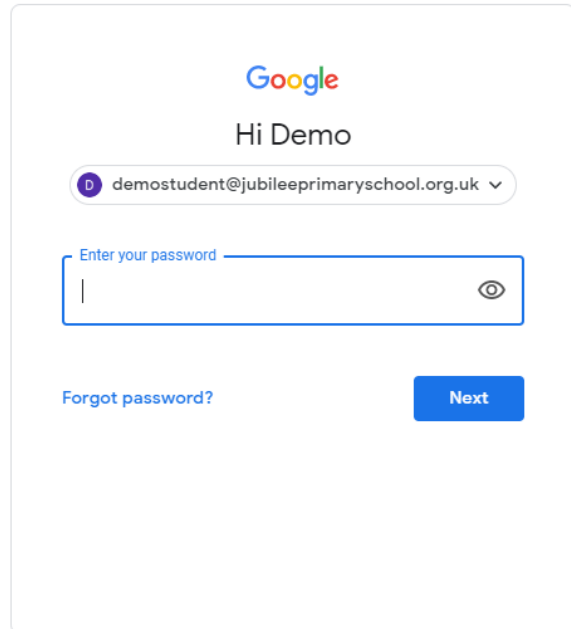 Google
Hi Demo
D demostudent@jubileeprimaryschool.org.uk
Enter your password
Forgot password? Next